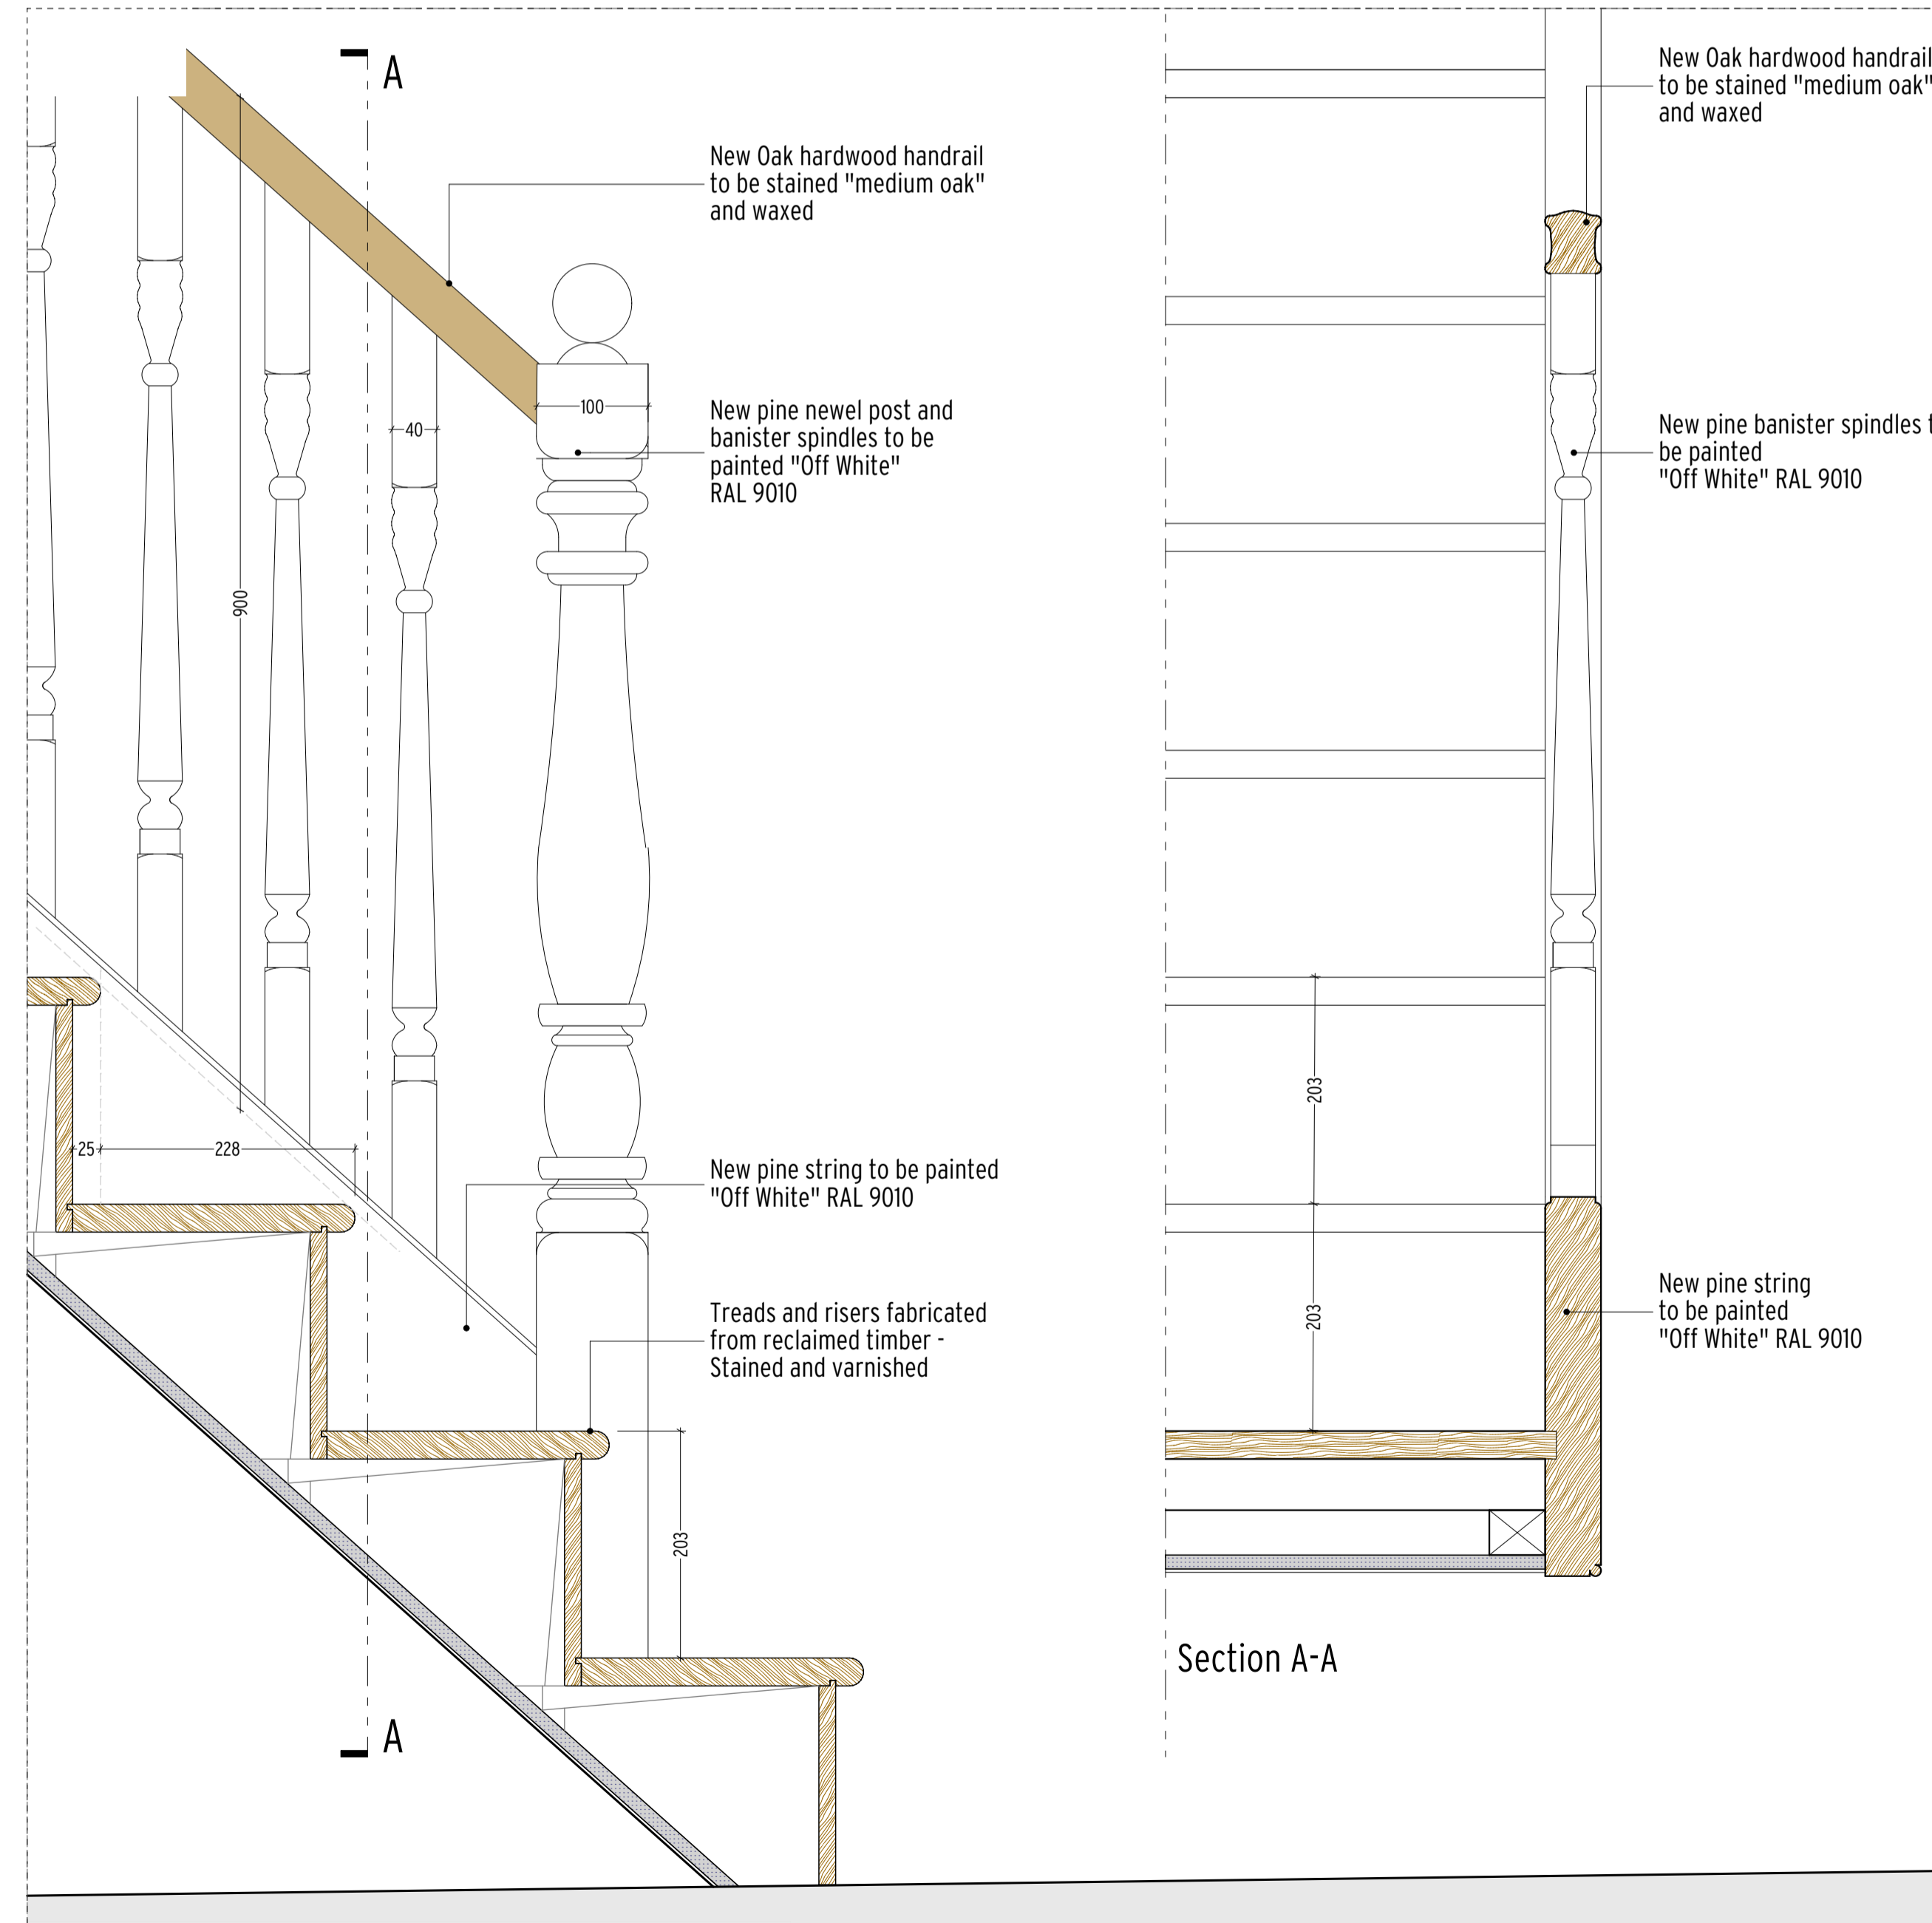 A
New Oak hardwood handrail
to be stained "medium oak"
and waxed
100
40
New pine newel post and
banister spindles to be
painted "Off White"
RAL 9010
900
25
228
New pine string to be painted
"Off White" RAL 9010
Treads and risers fabricated
from reclaimed timber -
Stained and varnished
203
A
New Oak hardwood handrail
to be stained "medium oak"
and waxed
New pine banister spindles
be painted
"Off White" RAL 9010
203
203
New pine string
to be painted
"Off White" RAL 9010
Section A-A